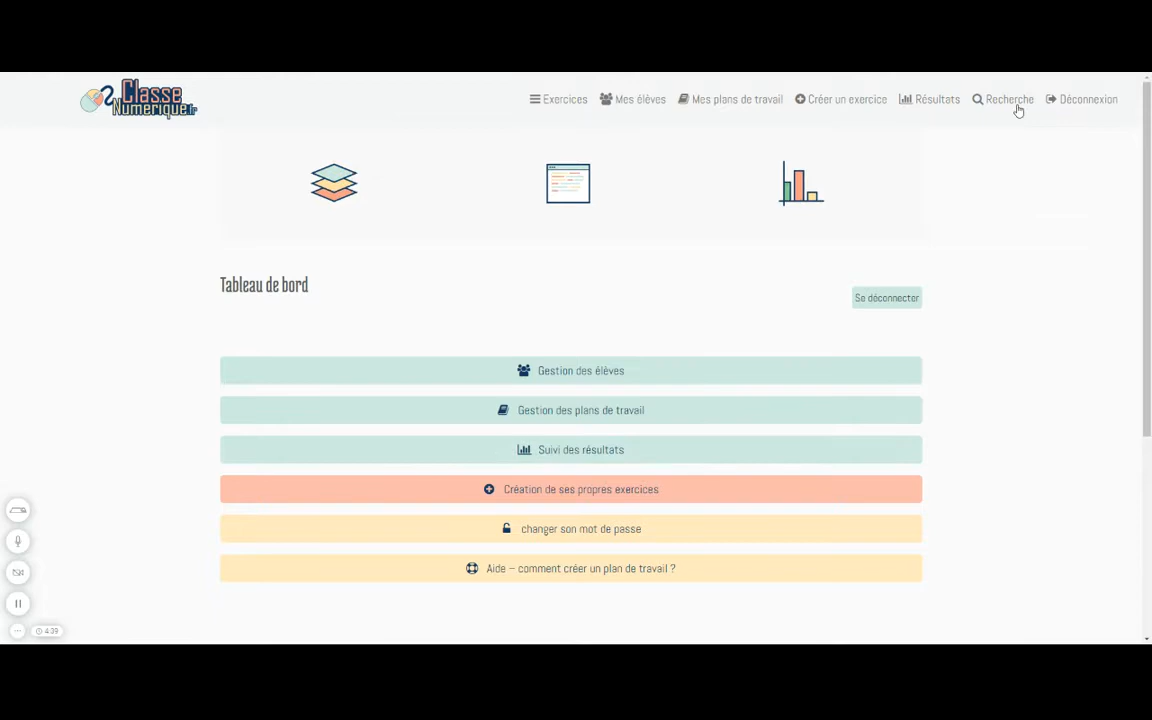 Classe
Numerique.fr
Exercices
Mes élèves
Mes plans de travail
Créer un exercice
Résultats
Recherche
Déconnexion
Tableau de bord
Se déconnecter
Gestion des élèves
Gestion des plans de travail
Suivi des résultats
Création de ses propres exercices
changer son mot de passe
Aide – comment créer un plan de travail ?
4:39